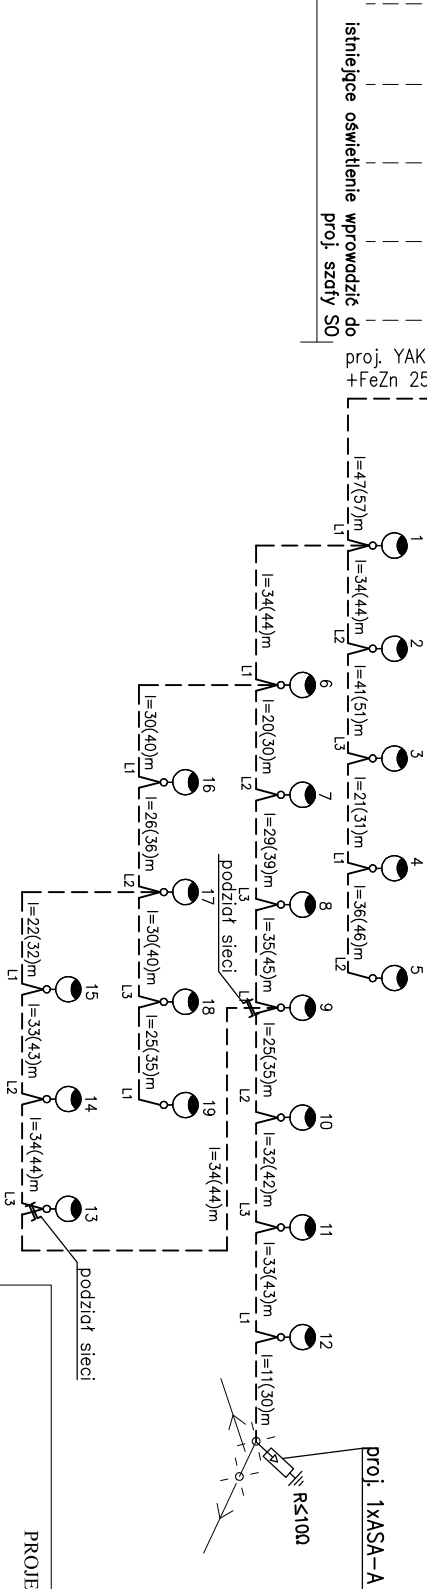 istniejące oświetlenie wprowadzić do
proj. szafy SO
proj. YAK
+FeZn 25
l=47(57)m
L1
1
l=34(44)m
L2
2
l=41(51)m
L3
3
l=21(31)m
L1
4
l=36(46)m
L2
5
l=34(44)m
L1
6
l=20(30)m
L2
7
l=29(39)m
L3
8
l=35(45)m
podział sieci
9
l=25(35)m
L2
10
l=32(42)m
L3
11
l=33(43)m
L1
12
l=11(30)m
l=30(40)m
L1
16
l=26(36)m
L2
17
l=30(40)m
L3
18
l=25(35)m
L1
19
l=34(44)m
l=22(32)m
L1
15
l=33(43)m
L2
14
l=34(44)m
L3
13
podział sieci
R≤10Ω
proj. 1xASA-A
PROJE